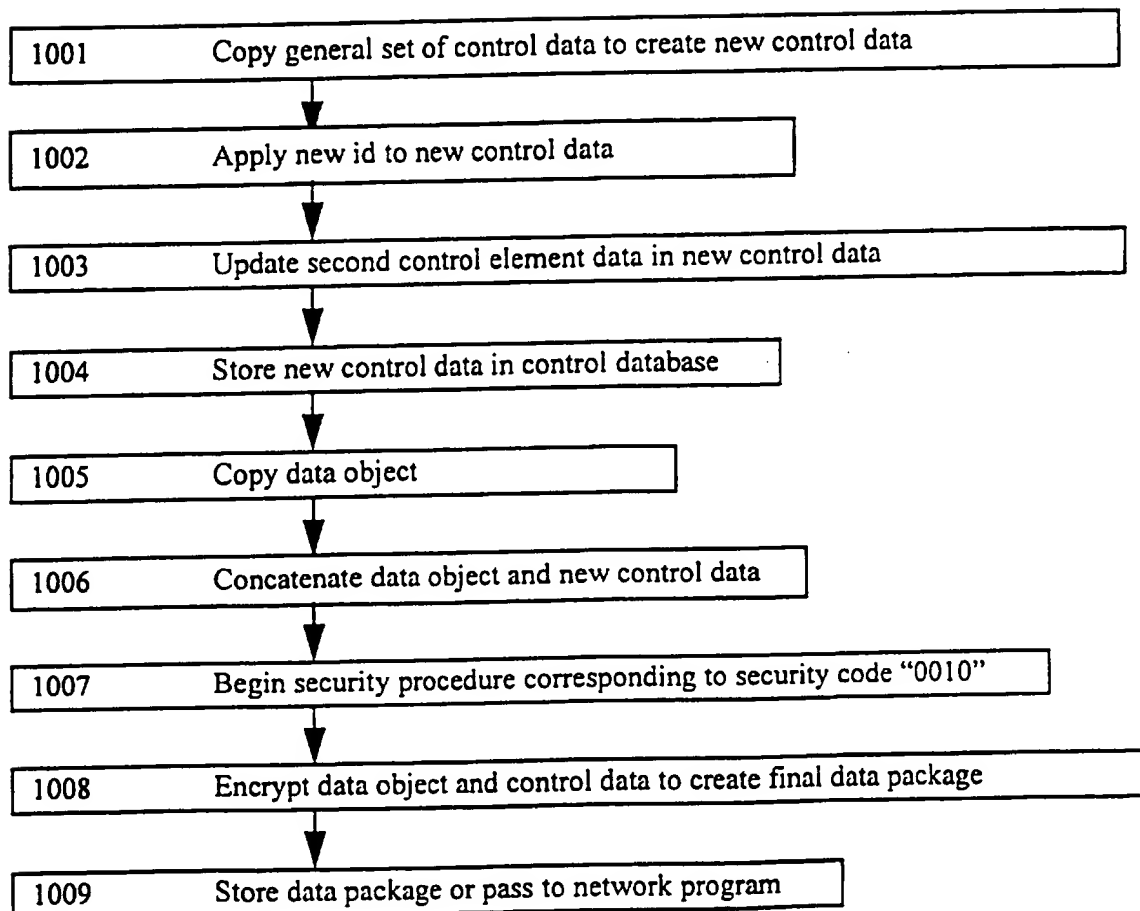 1001 Copy general set of control data to create new control data
1002 Apply new id to new control data
1003 Update second control element data in new control data
1004 Store new control data in control database
1005 Copy data object
1006 Concatenate data object and new control data
1007 Begin security procedure corresponding to security code “0010”
1008 Encrypt data object and control data to create final data package
1009 Store data package or pass to network program